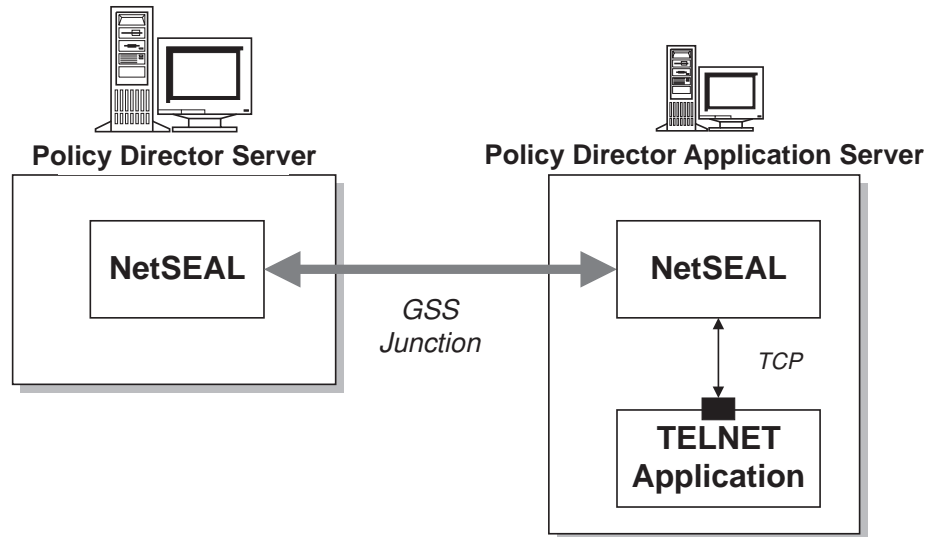 Policy Director Server
Policy Director Application Server
NetSEAL
NetSEAL
GSS
Junction
TCP
TELNET
Application